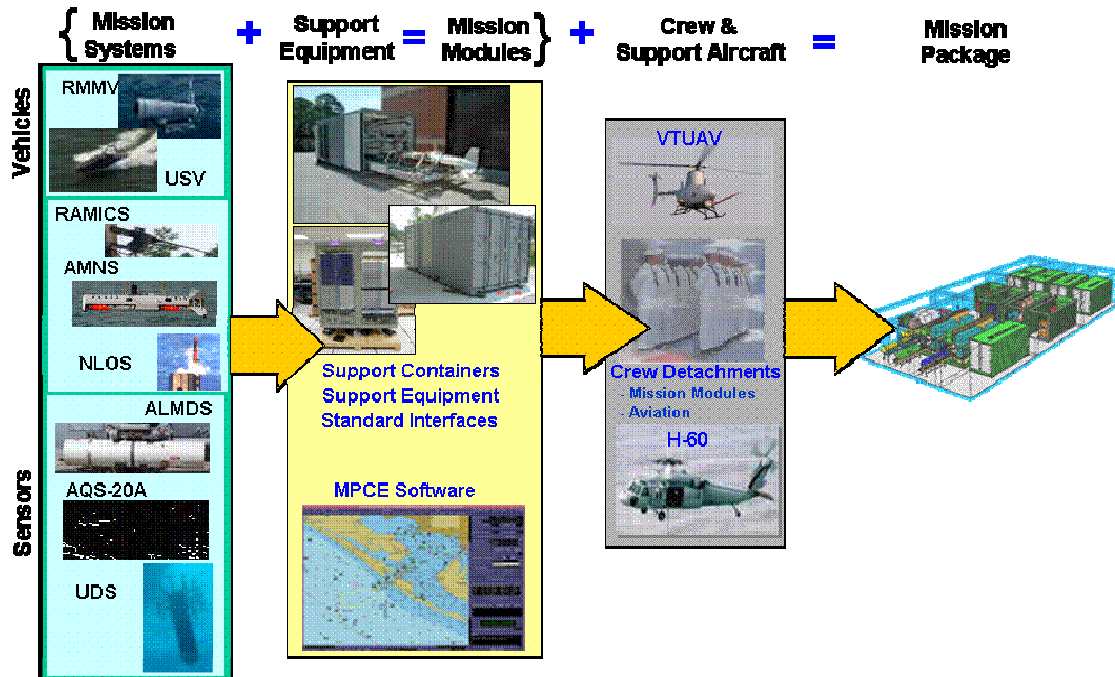 { Mission
Systems
+
Support
Equipment
=
Mission
Modules }
+
Crew &
Support Aircraft
=
Mission
Package
Vehicles
RMMV
USV
RAMICS
AMNS
NLOS
Sensors
ALMDS
AQS-20A
UDS
Support Containers
Support Equipment
Standard Interfaces
MPCE Software
VTUAV
Crew Detachments
- Mission Modules
- Aviation
H-60